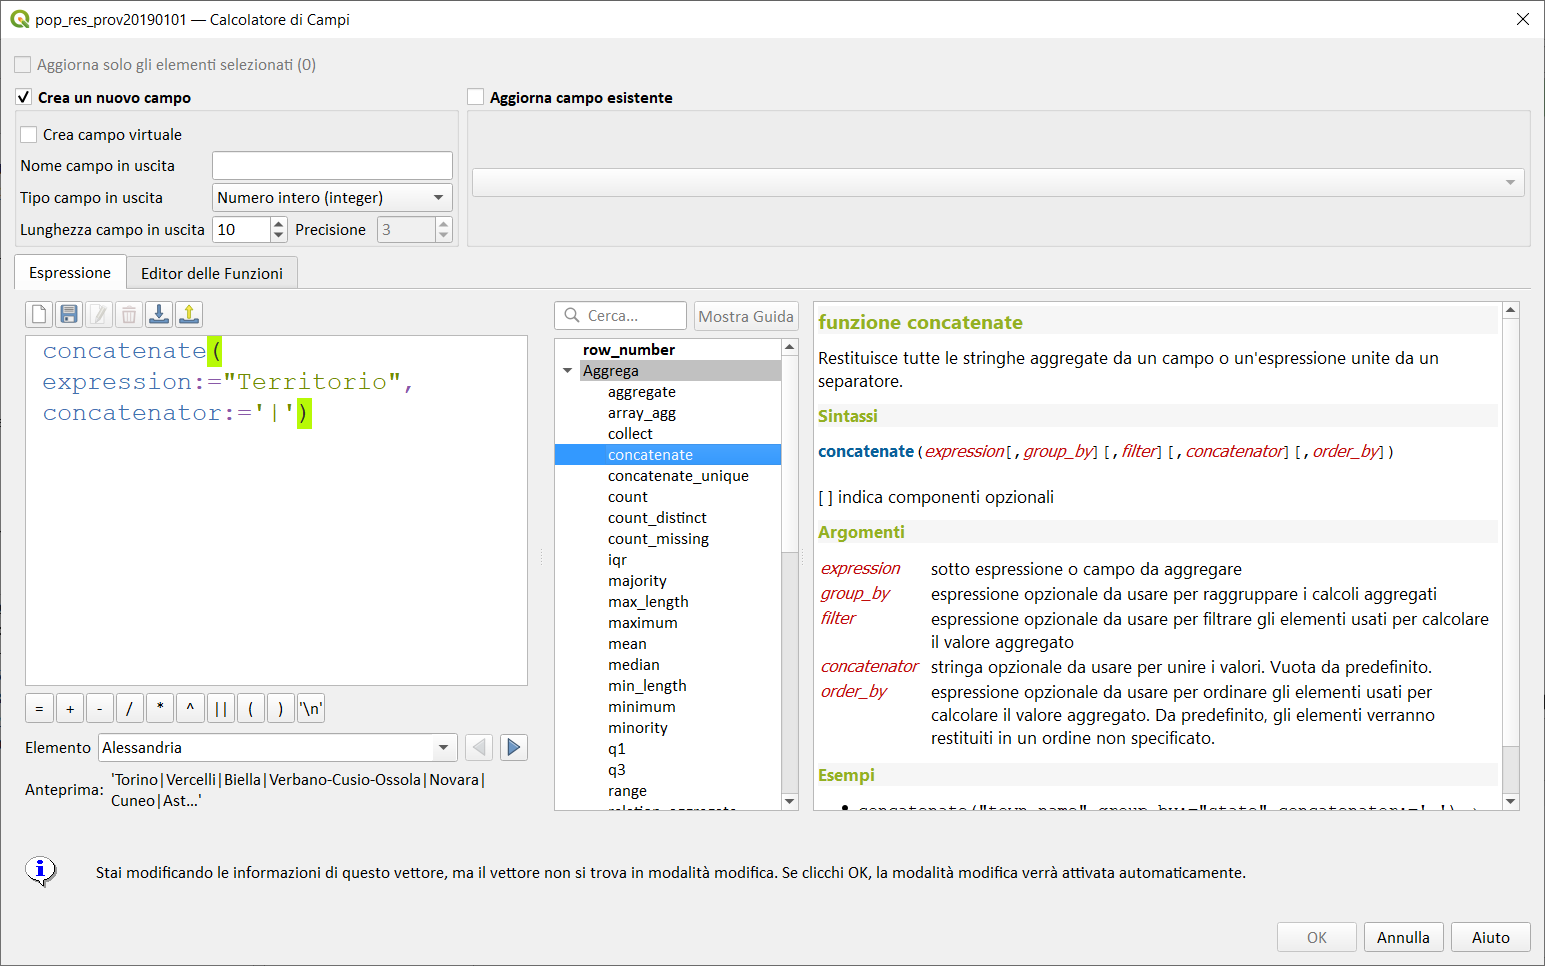 pop_res_prov20190101 — Calcolatore di Campi
Aggiorna solo gli elementi selezionati (0)
Crea un nuovo campo
Aggiorna campo esistente
Crea campo virtuale
Nome campo in uscita
Tipo campo in uscita
Numero intero (integer)
Lunghezza campo in uscita
10
Precisione
3
Espressione
Editor delle Funzioni
concatenate(
expression:="Territorio",
concatenator:='|')
=
+
-
/
*
^
||
(
)
'\n'
Elemento
Alessandria
Anteprima:
'Torino|Vercelli|Biella|Verbano-Cusio-Ossola|Novara|
Cuneo|Ast...'
Cerca...
Mostra Guida
row_number
Aggrega
aggregate
array_agg
collect
concatenate
concatenate_unique
count
count_distinct
count_missing
iqr
majority
max_length
maximum
mean
median
min_length
minimum
minority
q1
q3
range
funzione concatenate
Restituisce tutte le stringhe aggregate da un campo o un'espressione unite da un
separatore.
Sintassi
concatenate(expression[,group_by][,filter][,concatenator][,order_by])
[ ] indica componenti opzionali
Argomenti
expression sotto espressione o campo da aggregare
group_by espressione opzionale da usare per raggruppare i calcoli aggregati
filter espressione opzionale da usare per filtrare gli elementi usati per calcolare
il valore aggregato
concatenator stringa opzionale da usare per unire i valori. Vuota da predefinito.
order_by espressione opzionale da usare per ordinare gli elementi usati per
calcolare il valore aggregato. Da predefinito, gli elementi verranno
restituiti in un ordine non specificato.
Esempi
Stai modificando le informazioni di questo vettore, ma il vettore non si trova in modalità modifica. Se clicchi OK, la modalità modifica verrà attivata automaticamente.
OK
Annulla
Aiuto